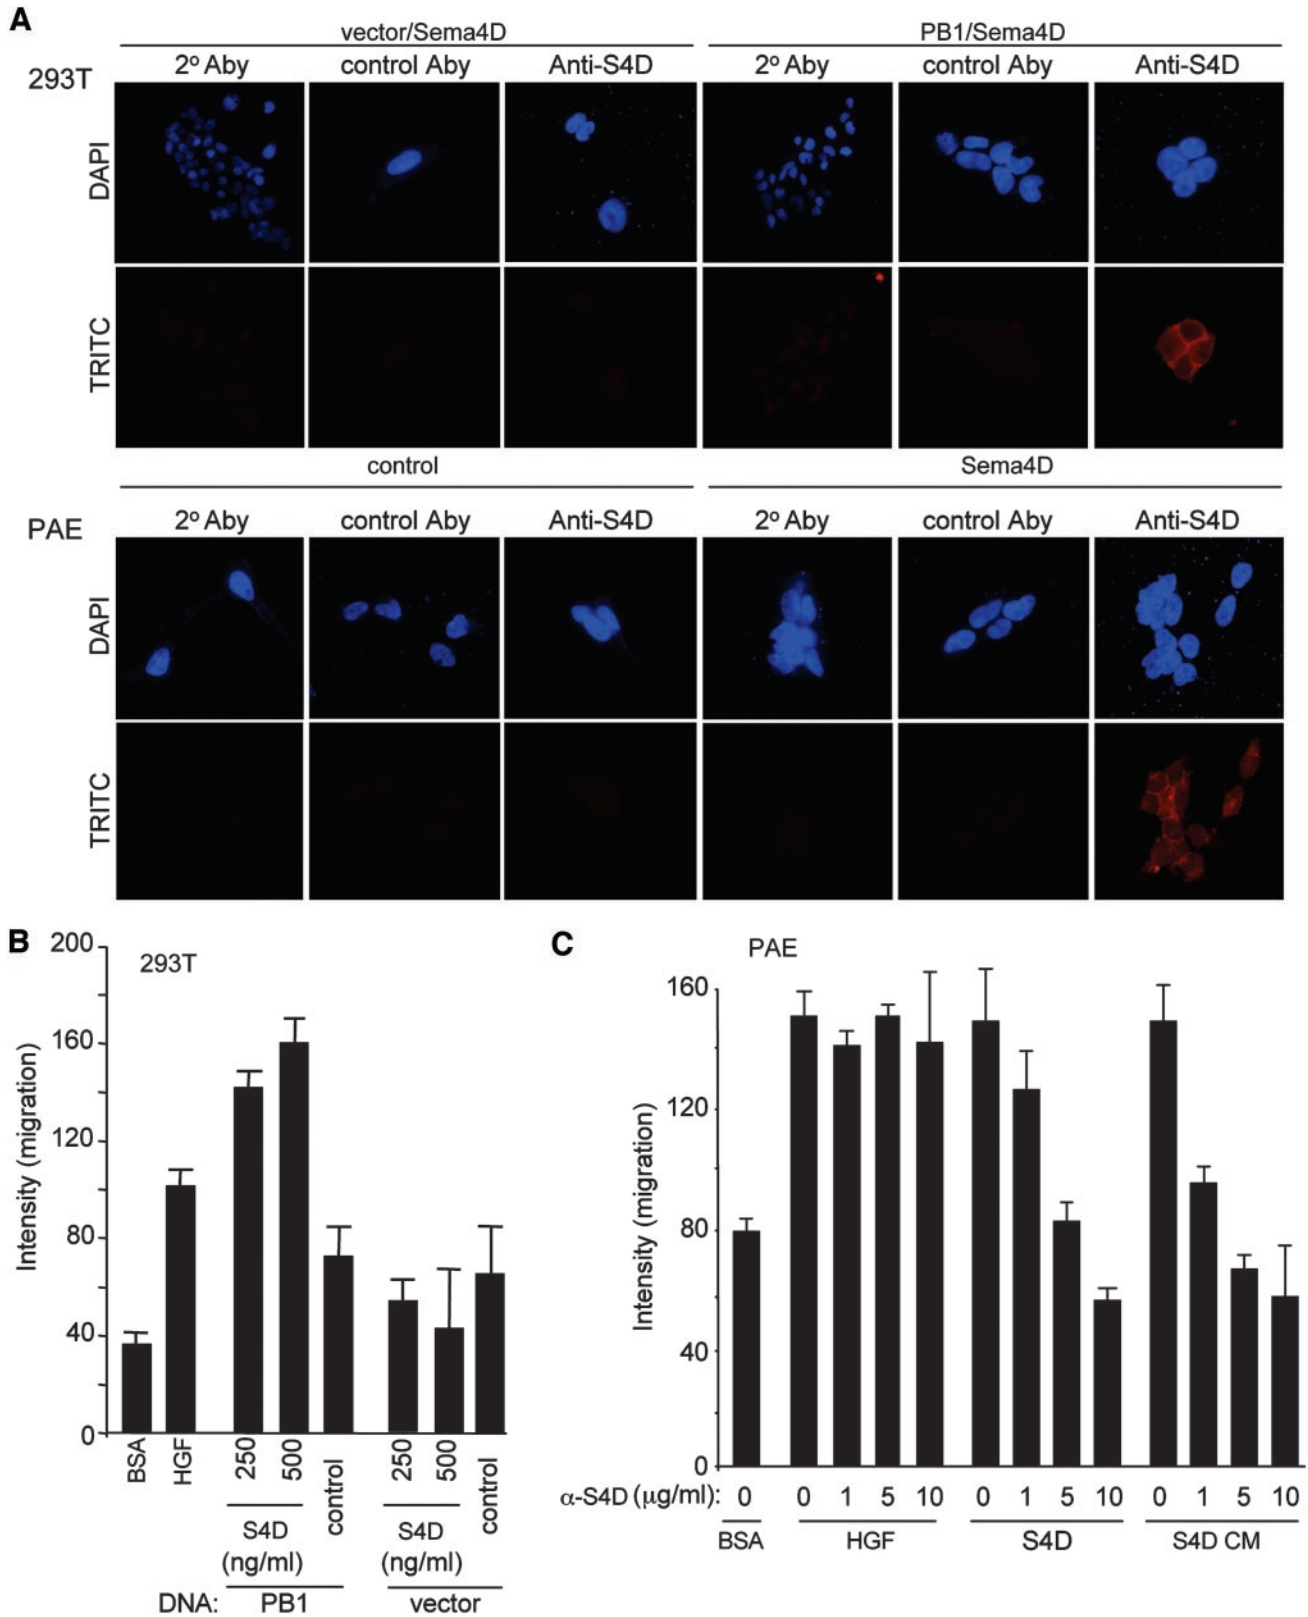 A
vector/Sema4D PB1/Sema4D
293T 2º Aby control Aby Anti-S4D 2º Aby control Aby Anti-S4D
DAPI
TRITC
control Sema4D
PAE 2º Aby control Aby Anti-S4D 2º Aby control Aby Anti-S4D
DAPI
TRITC
B
293T
Intensity (migration)
200
160
120
80
40
0
BSA HGF 250 500 control 250 500 control
S4D S4D
(ng/ml) (ng/ml)
DNA: PB1 vector
C
PAE
Intensity (migration)
160
120
80
40
0
α-S4D (μg/ml): 0 0 1 5 10 0 1 5 10 0 1 5 10
BSA HGF S4D S4D CM